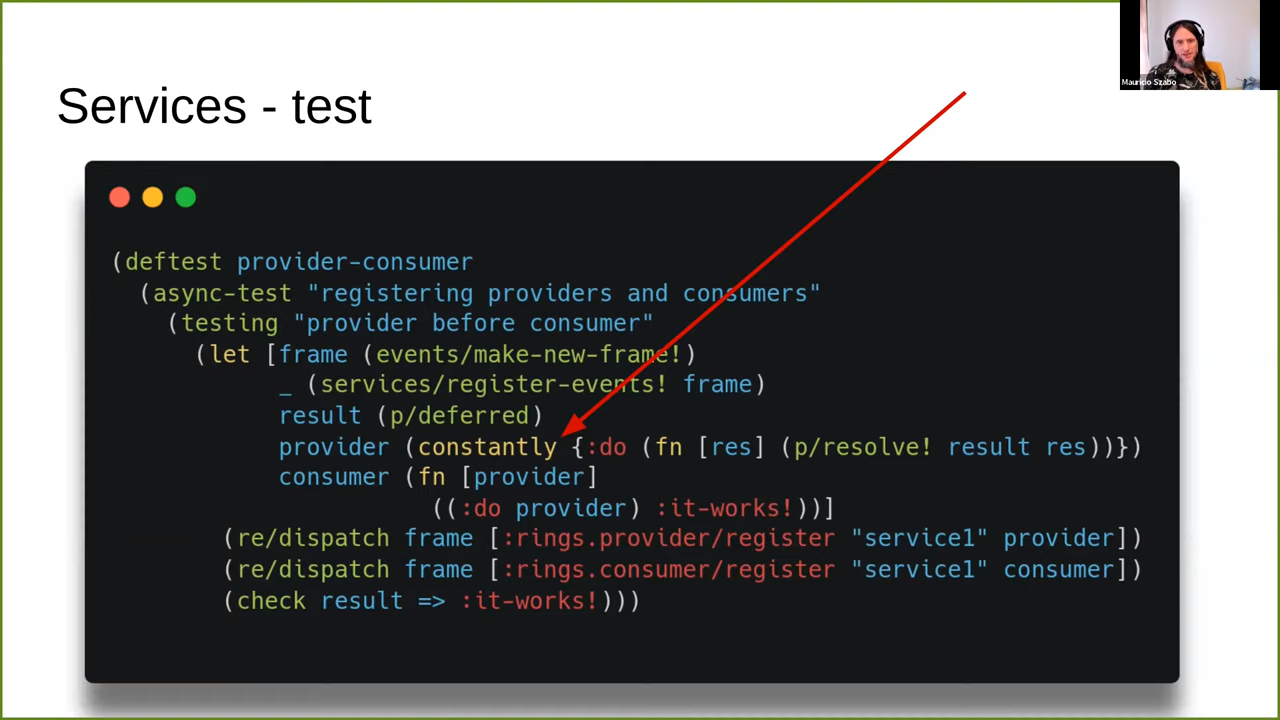 Mauricio Szabo
Services - test
(deftest provider-consumer
(async-test "registering providers and consumers"
(testing "provider before consumer"
(let [frame (events/make-new-frame!)
_ (services/register-events! frame)
result (p/deferred)
provider (constantly {:do (fn [res] (p/resolve! result res))})
consumer (fn [provider]
((:do provider) :it-works!))]
(re/dispatch frame [:rings.provider/register "service1" provider])
(re/dispatch frame [:rings.consumer/register "service1" consumer])
(check result => :it-works!)))